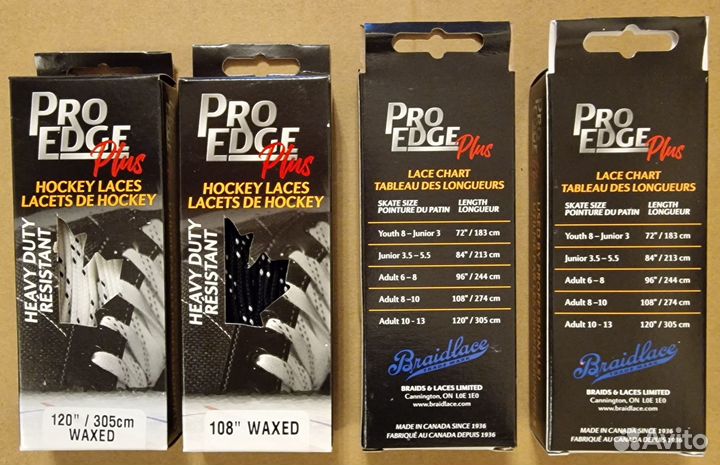 PRO
EDGE
Plus
HOCKEY LACES
LACETS DE HOCKEY
HEAVY DUTY
RÉSISTANT
120" / 305cm
WAXED
PRO
EDGE
Plus
HOCKEY LACES
LACETS DE HOCKEY
HEAVY DUTY
RÉSISTANT
108" WAXED
PRO
EDGE
Plus
LACE CHART
TABLEAU DES LONGUEURS
SKATE SIZE LENGTH
POINTURE DU PATIN LONGUEUR
Youth 8 – Junior 3 72" / 183 cm
Junior 3.5 – 5.5 84" / 213 cm
Adult 6 – 8 96" / 244 cm
Adult 8 –10 108" / 274 cm
Adult 10 - 13 120" / 305 cm
Braidlace
TRADE MARK
BRAIDS & LACES LIMITED
Cannington, ON L0E 1E0
www.braidlace.com
MADE IN CANADA SINCE 1936
FABRIQUÉ AU CANADA DEPUIS 1936
PRO
EDGE
Plus
LACE CHART
TABLEAU DES LONGUEURS
SKATE SIZE LENGTH
POINTURE DU PATIN LONGUEUR
Youth 8 – Junior 3 72" / 183 cm
Junior 3.5 – 5.5 84" / 213 cm
Adult 6 – 8 96" / 244 cm
Adult 8 –10 108" / 274 cm
Adult 10 - 13 120" / 305 cm
Braidlace
TRADE MARK
BRAIDS & LACES LIMITED
Cannington, ON L0E 1E0
www.braidlace.com
MADE IN CANADA SINCE 1936
FABRIQUÉ AU CANADA DEPUIS 1936
Avito